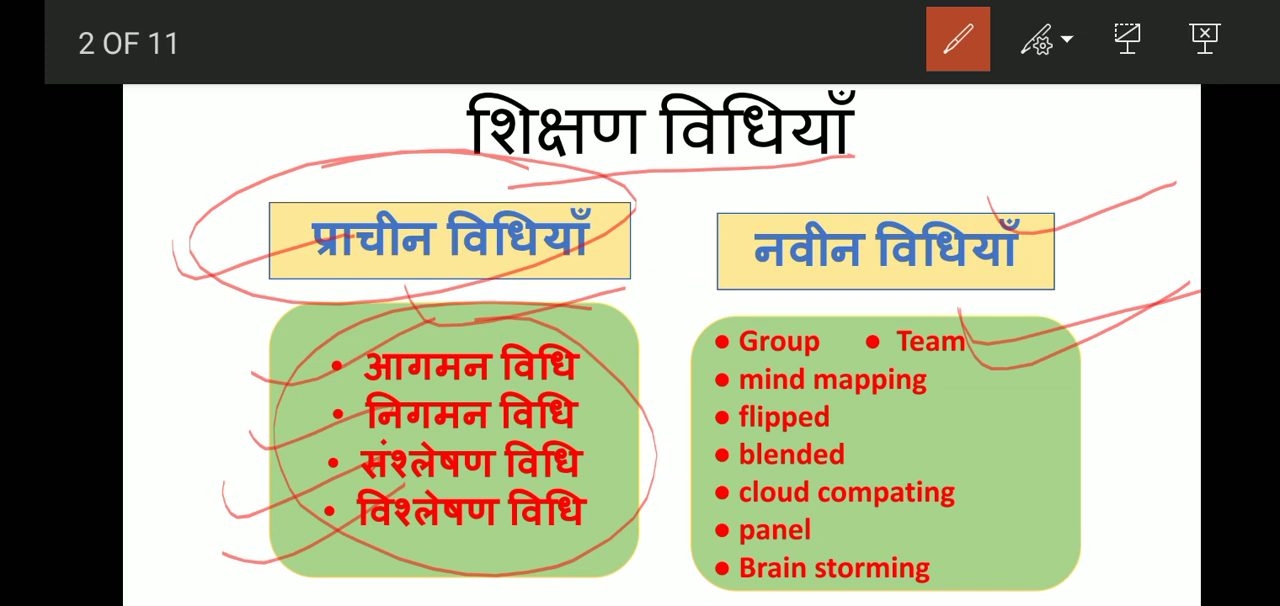 2 OF 11
शिक्षण विधियाँ
प्राचीन विधियाँ
• आगमन विधि
• निगमन विधि
• संश्लेषण विधि
• विश्लेषण विधि
नवीन विधियाँ
● Group ● Team
● mind mapping
● flipped
● blended
● cloud compating
● panel
● Brain storming